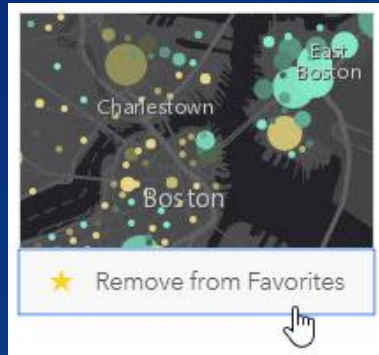 East
Boston
Charlestown
Boston
Remove from Favorites